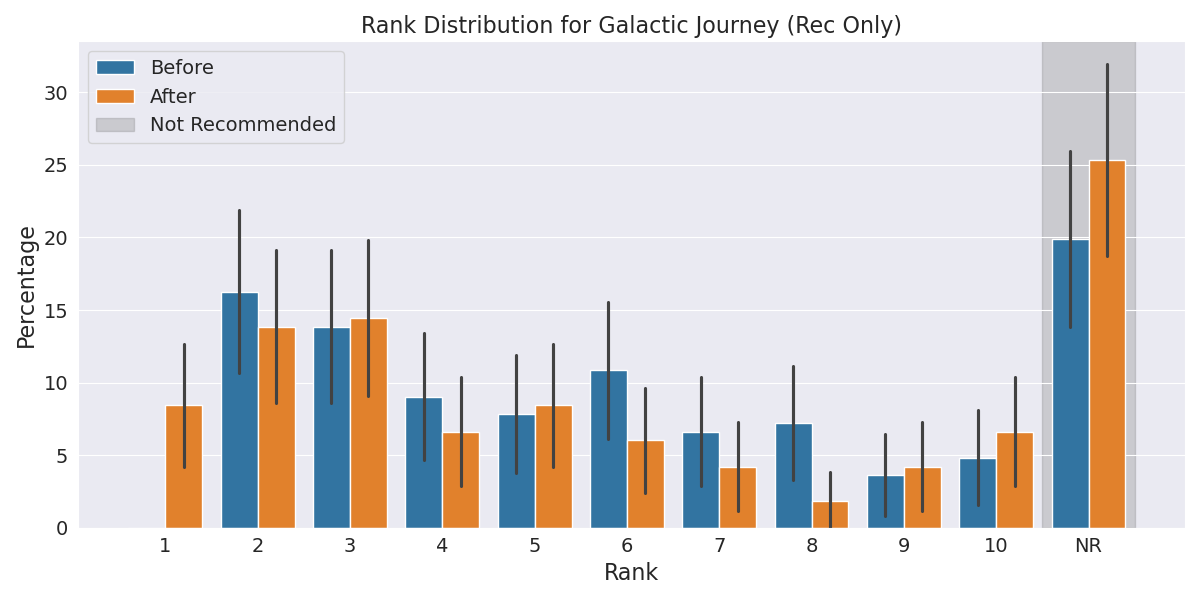 Rank Distribution for Galactic Journey (Rec Only)
Before
After
Not Recommended
Percentage
30
25
20
15
10
5
0
1 2 3 4 5 6 7 8 9 10 NR
Rank